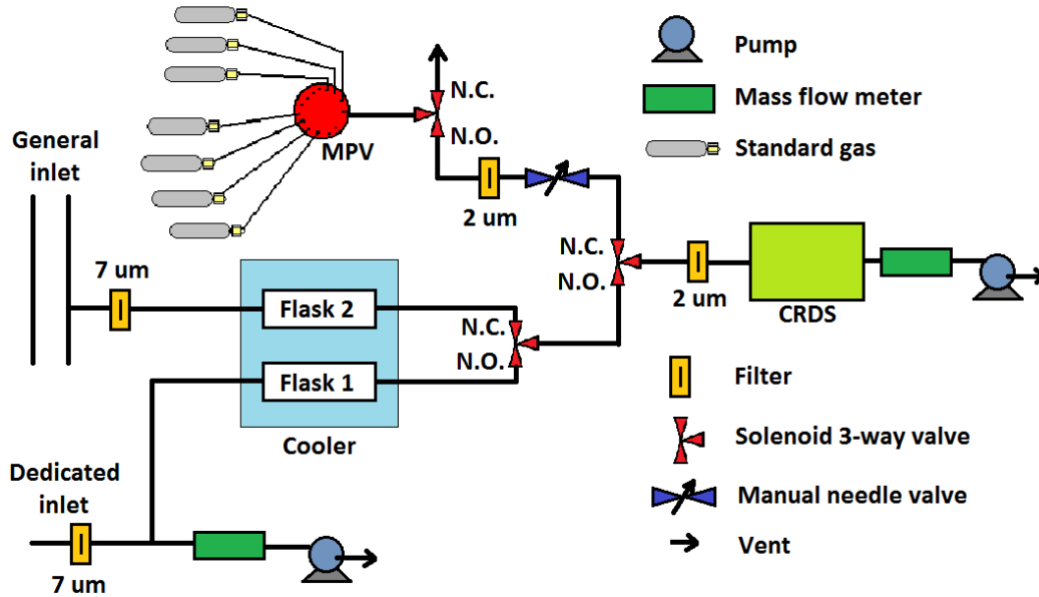 N.C.
N.O.
MPV
2 um
General
inlet
7 um
Flask 2
Flask 1
Cooler
N.C.
N.O.
N.C.
N.O.
2 um
CRDS
Dedicated
inlet
7 um
Pump
Mass flow meter
Standard gas
Filter
Solenoid 3-way valve
Manual needle valve
Vent